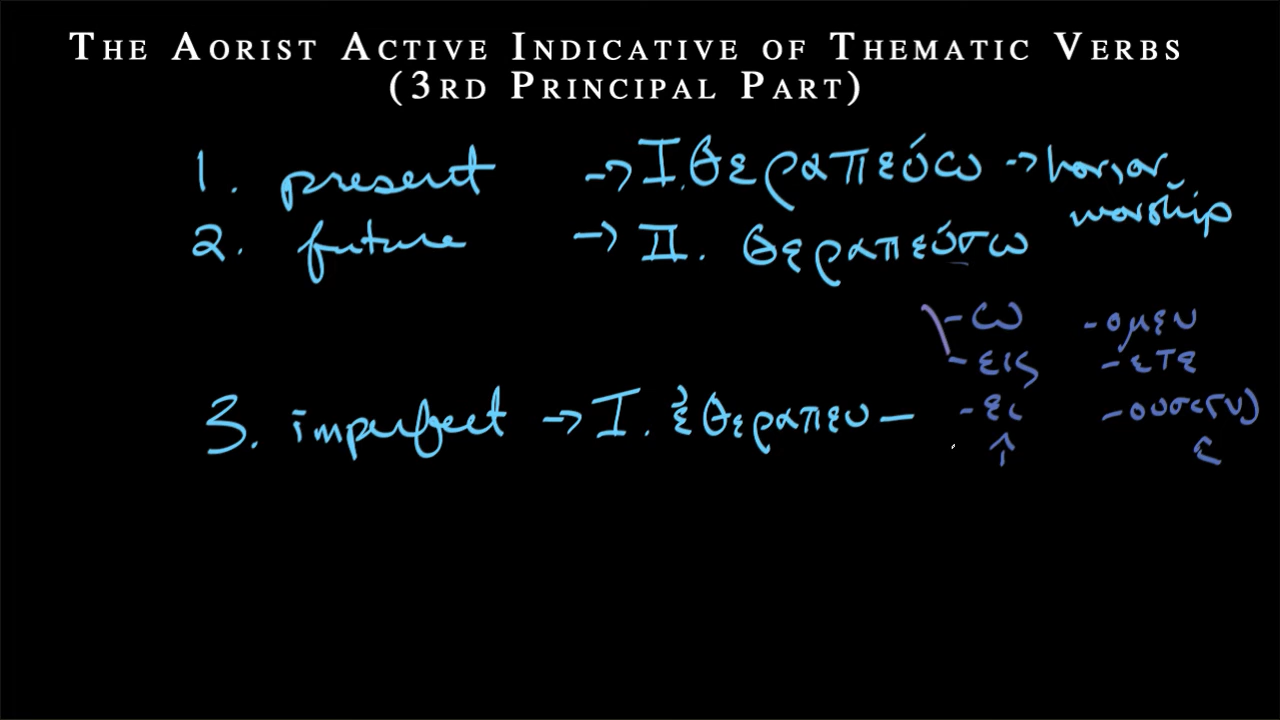 The Aorist Active Indicative of Thematic Verbs
(3rd Principal Part)
1. present → I. θεραπεύω → honor,
worship
2. future → II. θεραπεύσω
-ω -ομεν
-εις -ετε
3. imperfect → I. ἐθεραπευ— -ει -ουσι(ν)